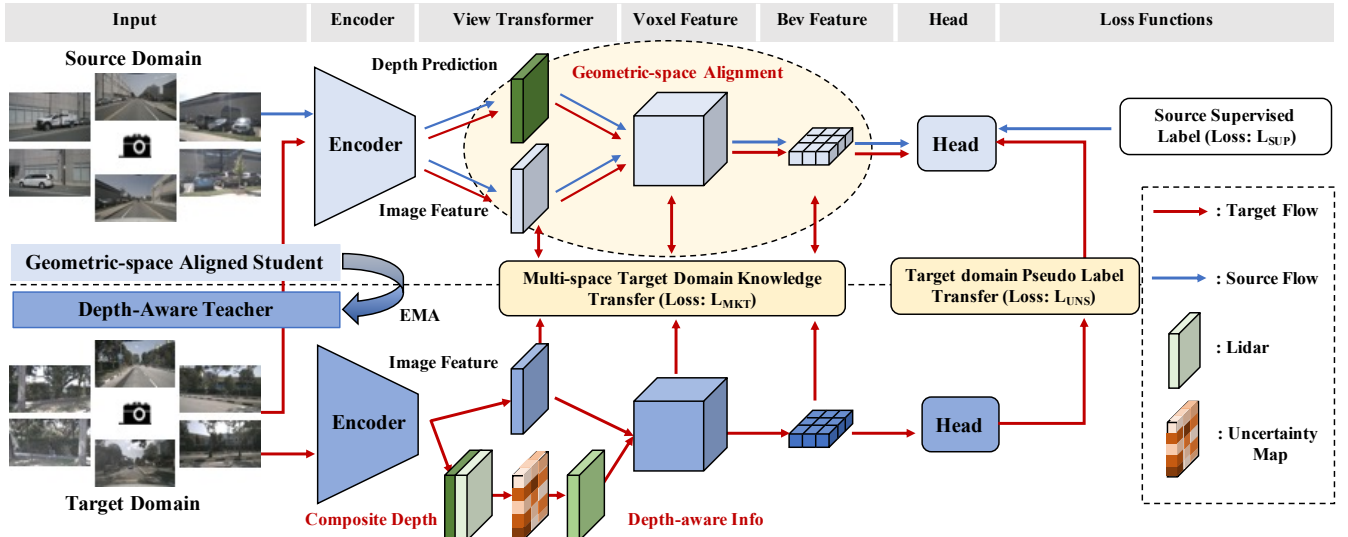 Input
Encoder
View Transformer
Voxel Feature
Bev Feature
Head
Loss Functions
Source Domain
Depth Prediction
Geometric-space Alignment
Encoder
Head
Source Supervised
Label (Loss: LSUP)
Image Feature
: Target Flow
Geometric-space Aligned Student
Multi-space Target Domain Knowledge
Transfer (Loss: LMKT)
Target domain Pseudo Label
Transfer (Loss: LUNS)
: Source Flow
Depth-Aware Teacher
EMA
Image Feature
: Lidar
Encoder
Head
: Uncertainty
Map
Target Domain
Composite Depth
Depth-aware Info